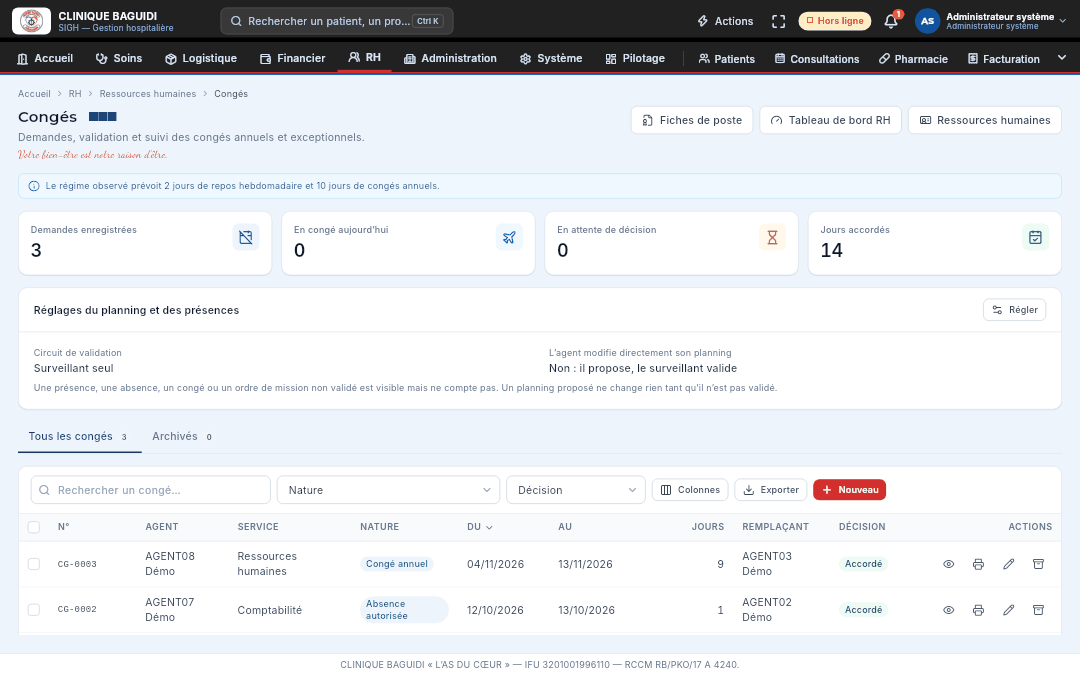 CLINIQUE BAGUIDI
SIGH — Gestion hospitalière
Rechercher un patient, un pro... Ctrl K
Actions
Hors ligne
1
AS
Administrateur système
Administrateur système
Accueil
Soins
Logistique
Financier
RH
Administration
Système
Pilotage
Patients
Consultations
Pharmacie
Facturation
Accueil > RH > Ressources humaines > Congés
Congés
Demandes, validation et suivi des congés annuels et exceptionnels.
Votre bien-être est notre raison d'être.
Fiches de poste
Tableau de bord RH
Ressources humaines
Le régime observé prévoit 2 jours de repos hebdomadaire et 10 jours de congés annuels.
Demandes enregistrées
3
En congé aujourd'hui
0
En attente de décision
0
Jours accordés
14
Réglages du planning et des présences
Régler
Circuit de validation
Surveillant seul
L'agent modifie directement son planning
Non : il propose, le surveillant valide
Une présence, une absence, un congé ou un ordre de mission non validé est visible mais ne compte pas. Un planning proposé ne change rien tant qu'il n'est pas validé.
Tous les congés 3
Archivés 0
Rechercher un congé...
Nature
Décision
Colonnes
Exporter
+ Nouveau
N° AGENT SERVICE NATURE DU AU JOURS REMPLAÇANT DÉCISION ACTIONS
CG-0003 AGENT08 Démo Ressources humaines Congé annuel 04/11/2026 13/11/2026 9 AGENT03 Démo Accordé
CG-0002 AGENT07 Démo Comptabilité Absence autorisée 12/10/2026 13/10/2026 1 AGENT02 Démo Accordé
CLINIQUE BAGUIDI « L'AS DU CŒUR » — IFU 3201001996110 — RCCM RB/PKO/17 A 4240.